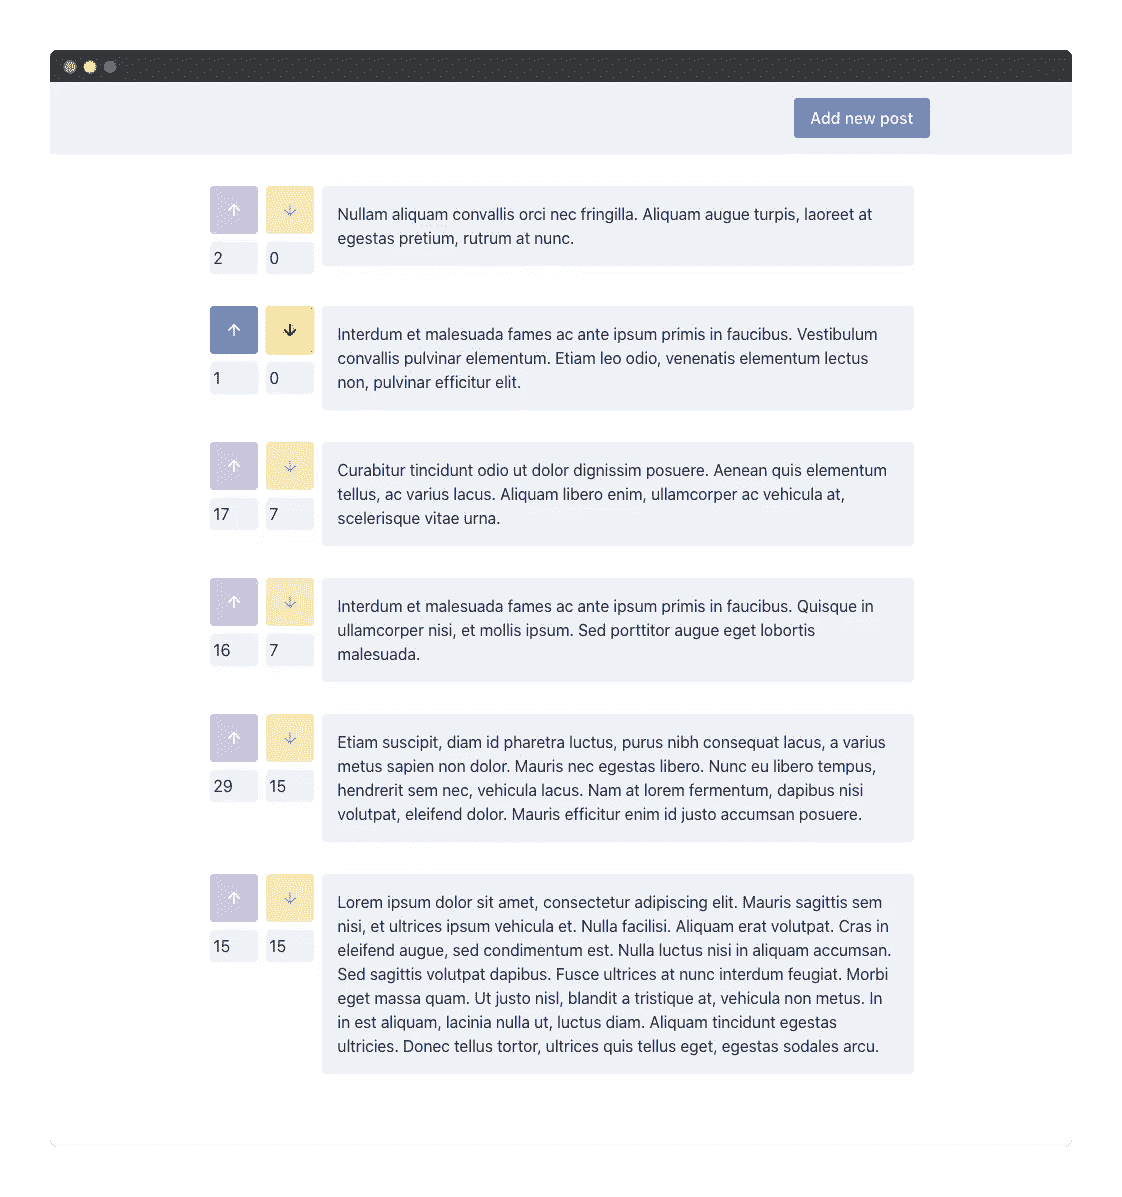 Add new post
Nullam aliquam convallis orci nec fringilla. Aliquam augue turpis, laoreet at
egestas pretium, rutrum at nunc.
2 0
Interdum et malesuada fames ac ante ipsum primis in faucibus. Vestibulum
convallis pulvinar elementum. Etiam leo odio, venenatis elementum lectus
non, pulvinar efficitur elit.
1 0
Curabitur tincidunt odio ut dolor dignissim posuere. Aenean quis elementum
tellus, ac varius lacus. Aliquam libero enim, ullamcorper ac vehicula at,
scelerisque vitae urna.
17 7
Interdum et malesuada fames ac ante ipsum primis in faucibus. Quisque in
ullamcorper nisi, et mollis ipsum. Sed porttitor augue eget lobortis
malesuada.
16 7
Etiam suscipit, diam id pharetra luctus, purus nibh consequat lacus, a varius
metus sapien non dolor. Mauris nec egestas libero. Nunc eu libero tempus,
hendrerit sem nec, vehicula lacus. Nam at lorem fermentum, dapibus nisi
volutpat, eleifend dolor. Mauris efficitur enim id justo accumsan posuere.
29 15
Lorem ipsum dolor sit amet, consectetur adipiscing elit. Mauris sagittis sem
nisi, et ultrices ipsum vehicula et. Nulla facilisi. Aliquam erat volutpat. Cras in
eleifend augue, sed condimentum est. Nulla luctus nisi in aliquam accumsan.
Sed sagittis volutpat dapibus. Fusce ultrices at nunc interdum feugiat. Morbi
eget massa quam. Ut justo nisl, blandit a tristique at, vehicula non metus. In
in est aliquam, lacinia nulla ut, luctus diam. Aliquam tincidunt egestas
ultricies. Donec tellus tortor, ultrices quis tellus eget, egestas sodales arcu.
15 15